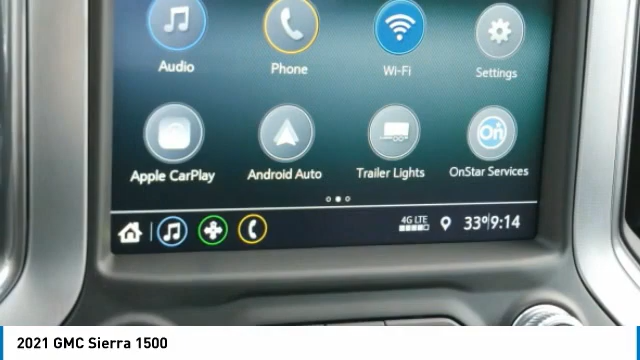 Audio
Phone
Wi-Fi
Settings
Apple CarPlay
Android Auto
Trailer Lights
On
OnStar Services
4G LTE
33° 9:14
2021 GMC Sierra 1500